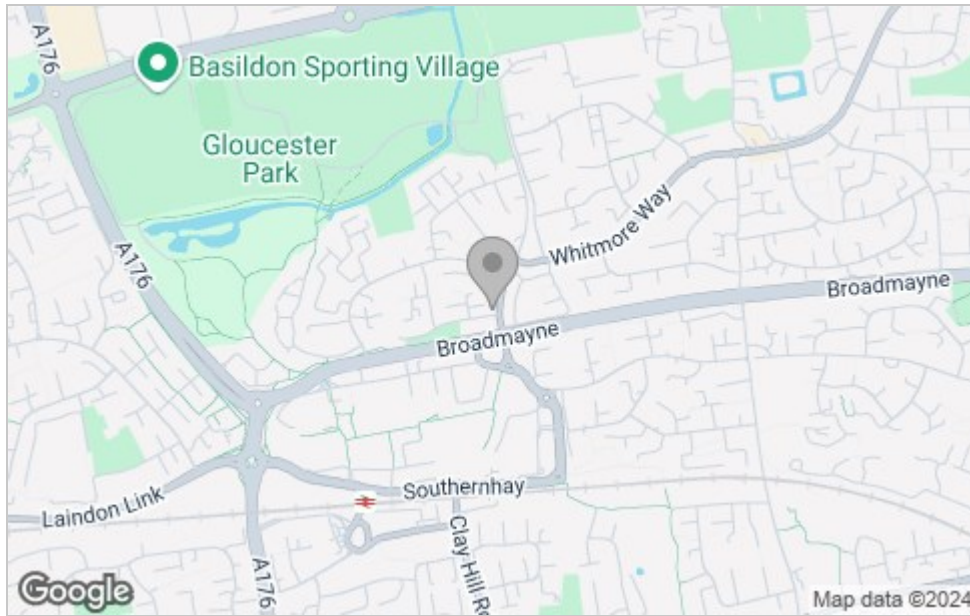 A176
Basildon Sporting Village
Gloucester
Park
Whitmore Way
A176
Broadmayne
Broadmayne
Southernhay
Laindon Link
Clay Hill Ro
A176
Google
Map data ©2024